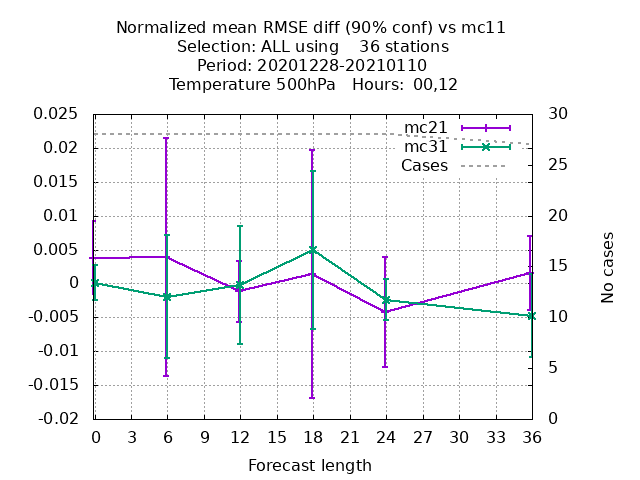 Normalized mean RMSE diff (90% conf) vs mc11
Selection: ALL using    36 stations
Period: 20201228-20210110
Temperature 500hPa   Hours:  00,12
0.025
0.02
0.015
0.01
0.005
0
-0.005
-0.01
-0.015
-0.02
mc21
mc31
Cases
30
25
20
15
10
5
0
No cases
0 3 6 9 12 15 18 21 24 27 30 33 36
Forecast length